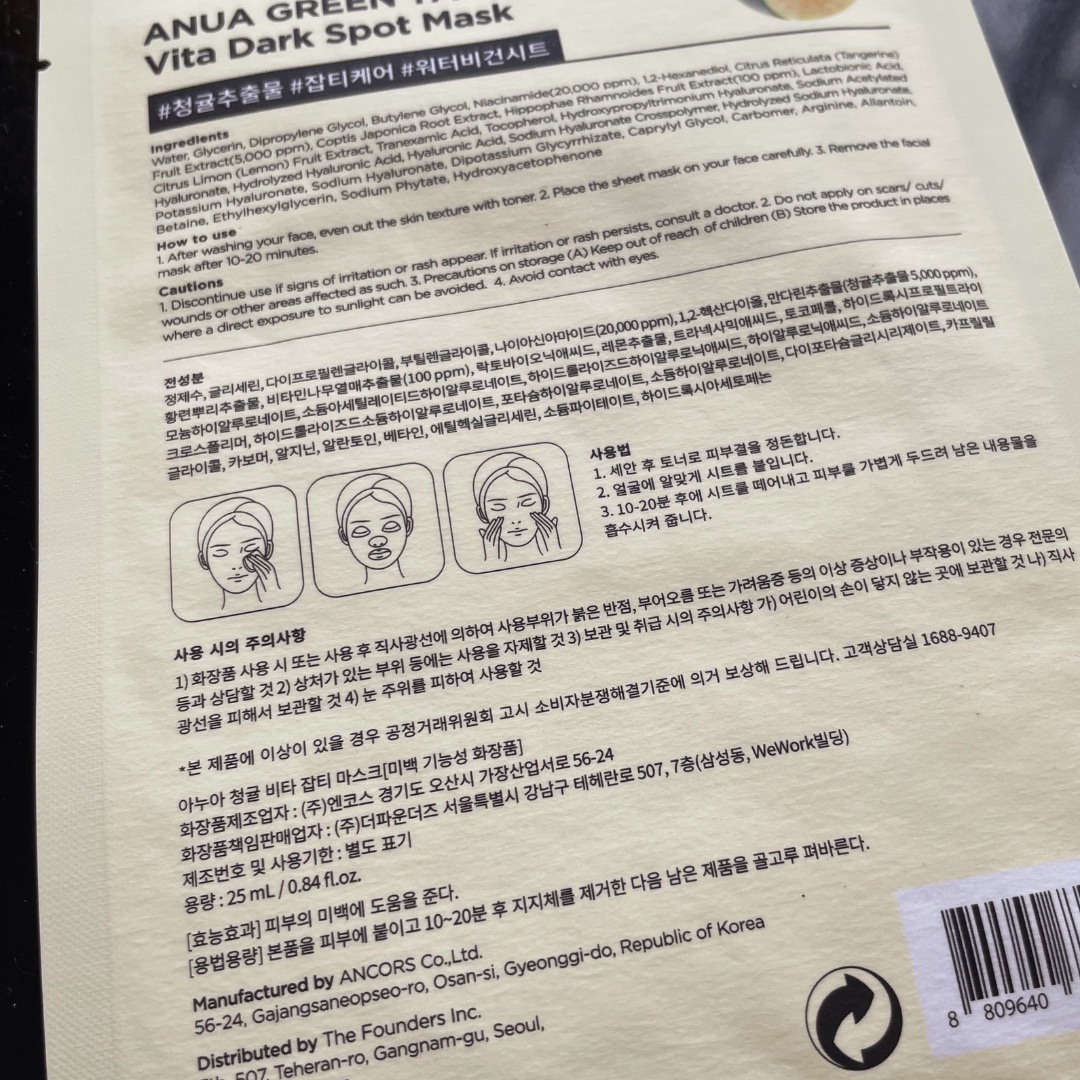 ANUA GREEN
Vita Dark Spot Mask
#청귤추출물 #잡티케어 #워터비건시트
Ingredients
Water, Glycerin, Dipropylene Glycol, Butylene Glycol, Niacinamide(20,000 ppm), 1,2-Hexanediol, Citrus Reticulata (Tangerine)
Fruit Extract(5,000 ppm), Coptis Japonica Root Extract, Hippophae Rhamnoides Fruit Extract(100 ppm), Lactobionic Acid,
Citrus Limon (Lemon) Fruit Extract, Tranexamic Acid, Tocopherol, Hydroxypropyltrimonium Hyaluronate, Sodium Acetylated
Hyaluronate, Hydrolyzed Hyaluronic Acid, Hyaluronic Acid, Sodium Hyaluronate Crosspolymer, Hydrolyzed Sodium Hyaluronate,
Potassium Hyaluronate, Sodium Hyaluronate, Dipotassium Glycyrrhizate, Caprylyl Glycol, Carbomer, Arginine, Allantoin,
Betaine, Ethylhexylglycerin, Sodium Phytate, Hydroxyacetophenone
How to use
1. After washing your face, even out the skin texture with toner. 2. Place the sheet mask on your face carefully. 3. Remove the facial
mask after 10-20 minutes.
Cautions
1. Discontinue use if signs of irritation or rash appear. If irritation or rash persists, consult a doctor. 2. Do not apply on scars/ cuts/
wounds or other areas affected as such. 3. Precautions on storage (A) Keep out of reach of children (B) Store the product in places
where a direct exposure to sunlight can be avoided. 4. Avoid contact with eyes.
전성분
정제수, 글리세린, 다이프로필렌글라이콜, 부틸렌글라이콜, 나이아신아마이드(20,000 ppm), 1,2-헥산다이올, 만다린추출물(청귤추출물 5,000 ppm),
황련뿌리추출물, 비타민나무열매추출물(100 ppm), 락토바이오닉애씨드, 레몬추출물, 트라넥사믹애씨드, 토코페롤, 하이드록시프로필트라이
모늄하이알루로네이트, 소듐아세틸레이티드하이알루로네이트, 하이드롤라이즈드하이알루로닉애씨드, 하이알루로닉애씨드, 소듐하이알루로네이트
크로스폴리머, 하이드롤라이즈드소듐하이알루로네이트, 포타슘하이알루로네이트, 소듐하이알루로네이트, 다이포타슘글리시리제이트, 카프릴릴
글라이콜, 카보머, 알지닌, 알란토인, 베타인, 에틸헥실글리세린, 소듐파이테이트, 하이드록시아세토페논
사용법
1. 세안 후 토너로 피부결을 정돈합니다.
2. 얼굴에 알맞게 시트를 붙입니다.
3. 10-20분 후에 시트를 떼어내고 피부를 가볍게 두드려 남은 내용물을
흡수시켜 줍니다.
사용 시의 주의사항
1) 화장품 사용 시 또는 사용 후 직사광선에 의하여 사용부위가 붉은 반점, 부어오름 또는 가려움증 등의 이상 증상이나 부작용이 있는 경우 전문의
등과 상담할 것 2) 상처가 있는 부위 등에는 사용을 자제할 것 3) 보관 및 취급 시의 주의사항 가) 어린이의 손이 닿지 않는 곳에 보관할 것 나) 직사
광선을 피해서 보관할 것 4) 눈 주위를 피하여 사용할 것
*본 제품에 이상이 있을 경우 공정거래위원회 고시 소비자분쟁해결기준에 의거 보상해 드립니다. 고객상담실 1688-9407
아누아 청귤 비타 잡티 마스크[미백 기능성 화장품]
화장품제조업자 : (주)엔코스 경기도 오산시 가장산업서로 56-24
화장품책임판매업자 : (주)더파운더즈 서울특별시 강남구 테헤란로 507, 7층(삼성동, WeWork빌딩)
제조번호 및 사용기한 : 별도 표기
용량 : 25 mL / 0.84 fl.oz.
[효능효과] 피부의 미백에 도움을 준다.
[용법용량] 본품을 피부에 붙이고 10~20분 후 지지체를 제거한 다음 남은 제품을 골고루 펴바른다.
Manufactured by ANCORS Co.,Ltd.
56-24, Gajangsaneopseo-ro, Osan-si, Gyeonggi-do, Republic of Korea
Distributed by The Founders Inc.
507, Teheran-ro, Gangnam-gu, Seoul,
8 809640